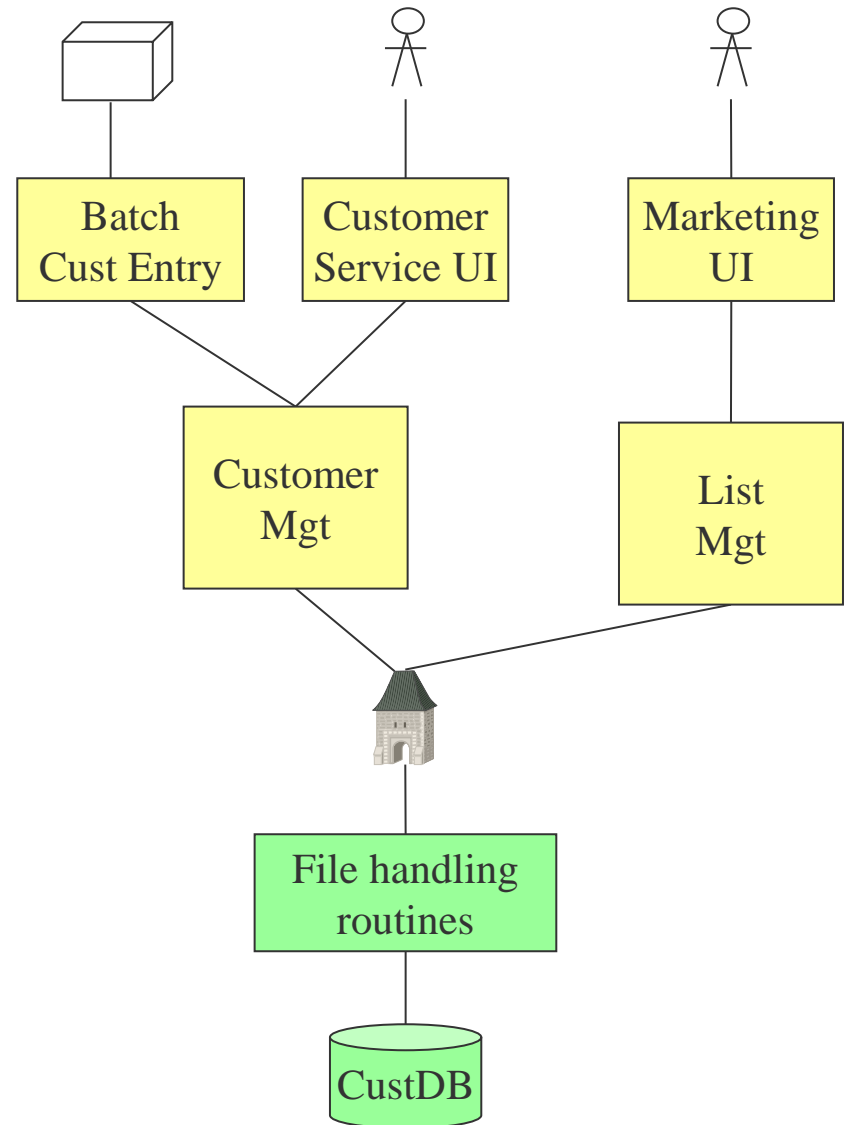 Batch
Cust Entry
Customer
Service UI
Marketing
UI
Customer
Mgt
List
Mgt
File handling
routines
CustDB